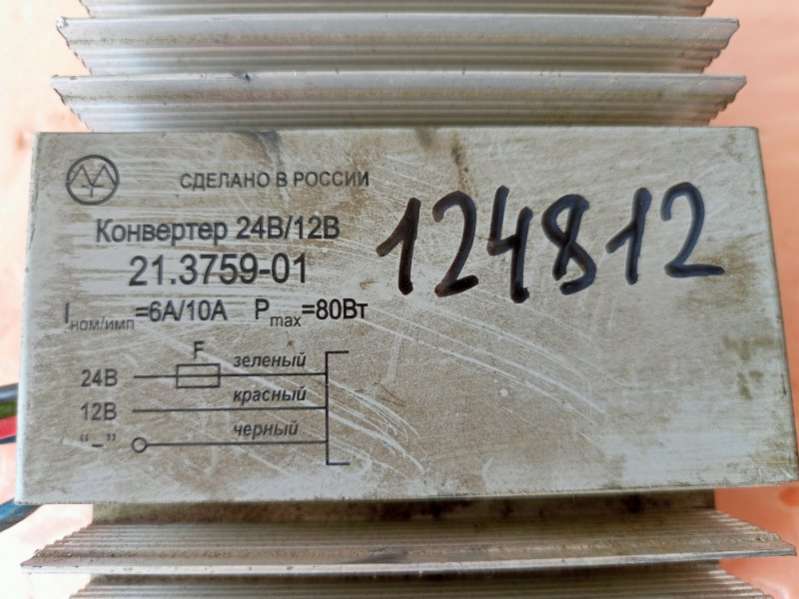 СДЕЛАНО В РОССИИ
Конвертер 24В/12В
21.3759-01
124812
Iном/имп=6А/10А Pmax=80Вт
F
24В зеленый
12В красный
“–” черный